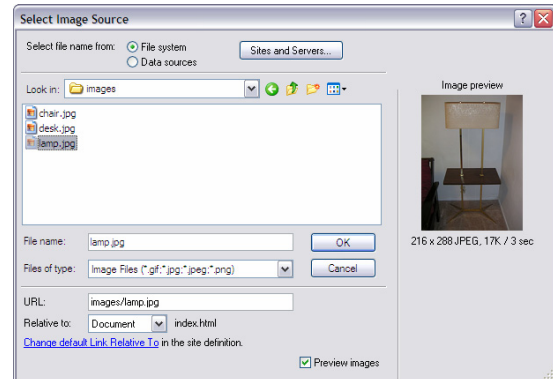 Select Image Source
Select file name from: File system Sites and Servers...
Data sources
Look in: images
Image preview
chair.jpg
desk.jpg
lamp.jpg
216 x 288 JPEG, 17K / 3 sec
File name: lamp.jpg OK
Files of type: Image Files (*.gif;*.jpg;*.jpeg;*.png) Cancel
URL: images/lamp.jpg
Relative to: Document index.html
Change default Link Relative To in the site definition.
Preview images